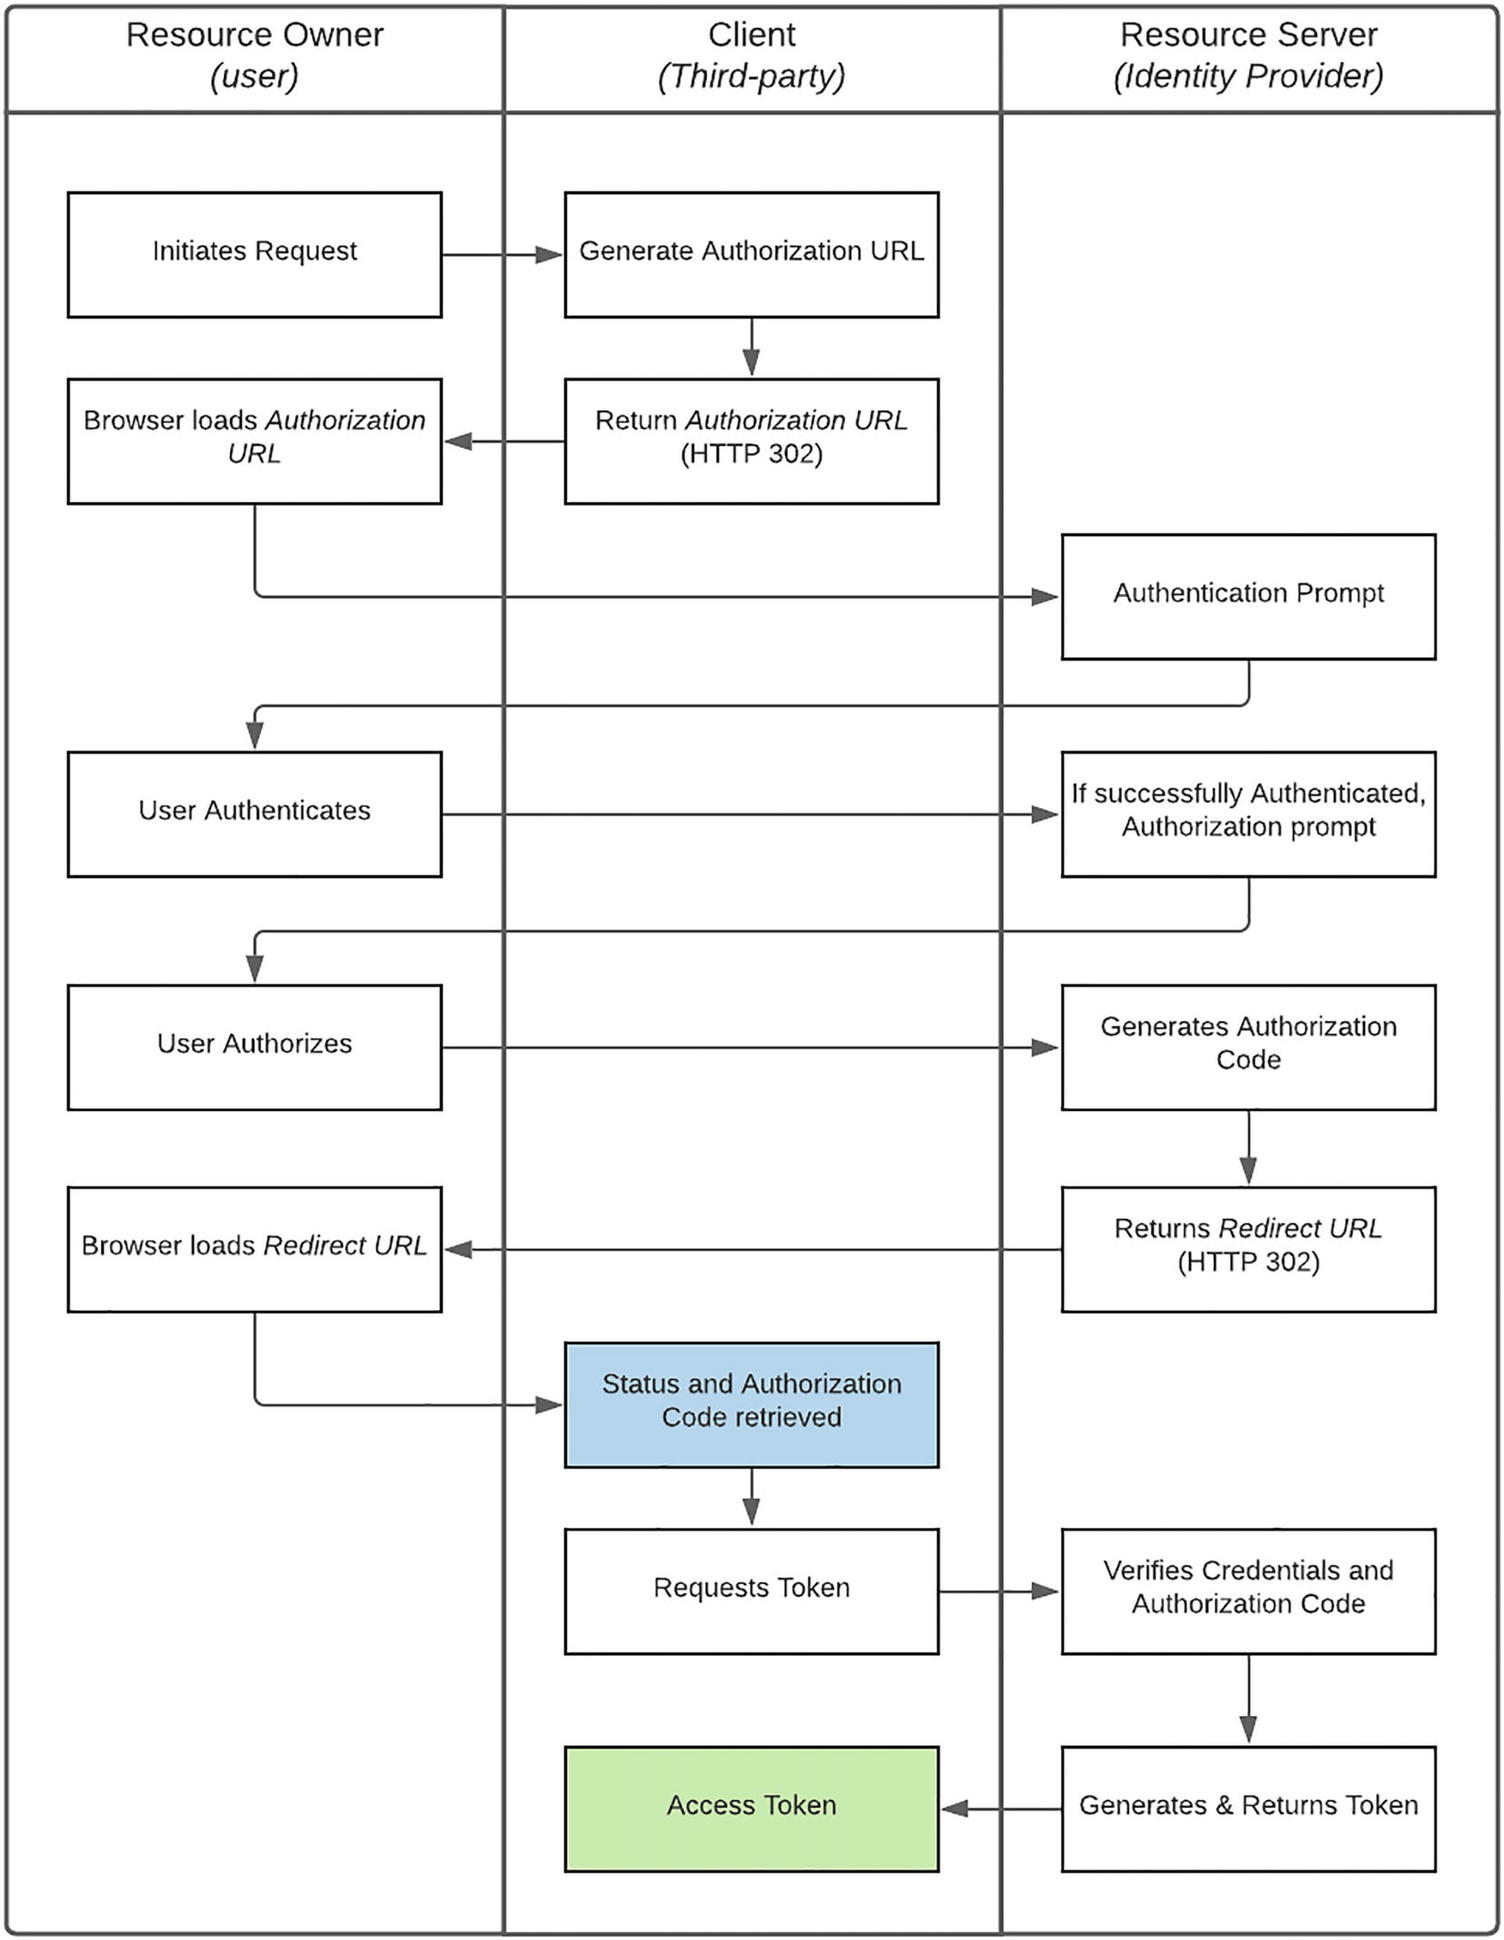 Resource Owner
(user)
Client
(Third-party)
Resource Server
(Identity Provider)
Initiates Request
Generate Authorization URL
Browser loads Authorization
URL
Return Authorization URL
(HTTP 302)
Authentication Prompt
User Authenticates
If successfully Authenticated,
Authorization prompt
User Authorizes
Generates Authorization
Code
Browser loads Redirect URL
Returns Redirect URL
(HTTP 302)
Status and Authorization
Code retrieved
Requests Token
Verifies Credentials and
Authorization Code
Access Token
Generates & Returns Token